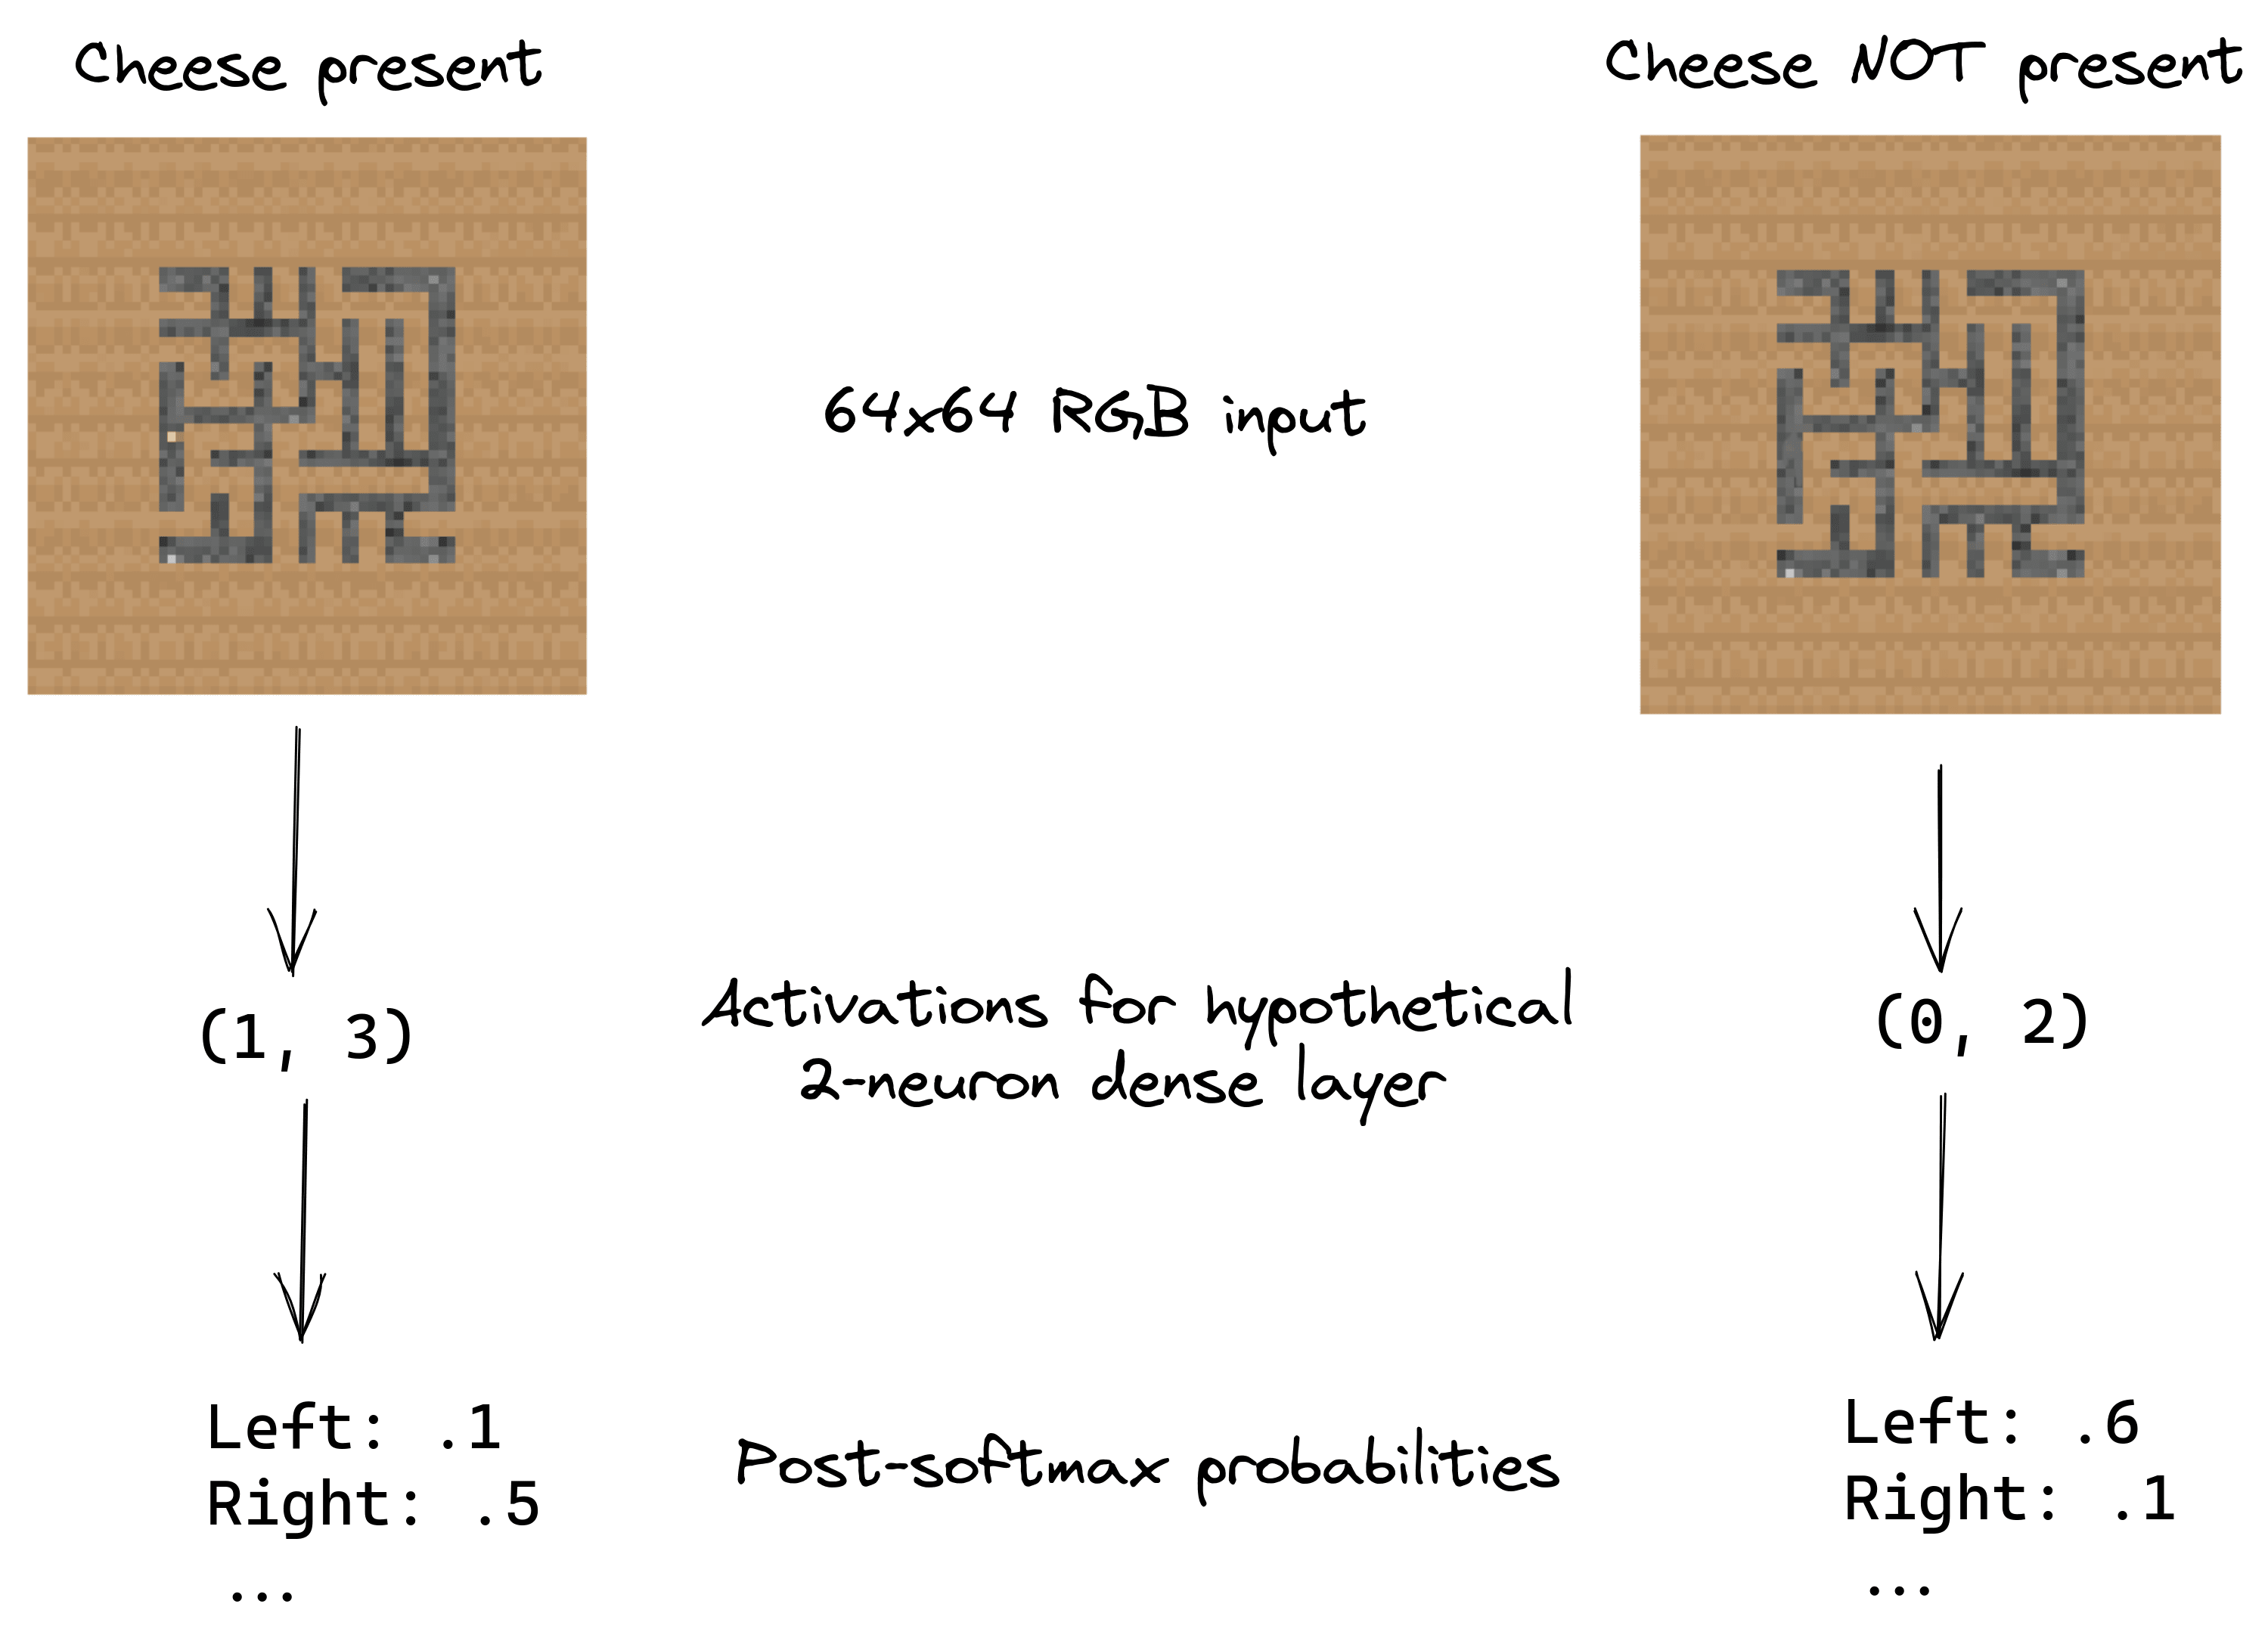 Cheese present
Cheese NOT present
64x64 RGB input
Activations for hypothetical
2-neuron dense layer
(1, 3)
(0, 2)
Post-softmax probabilities
Left: .1
Right: .5
...
Left: .6
Right: .1
...